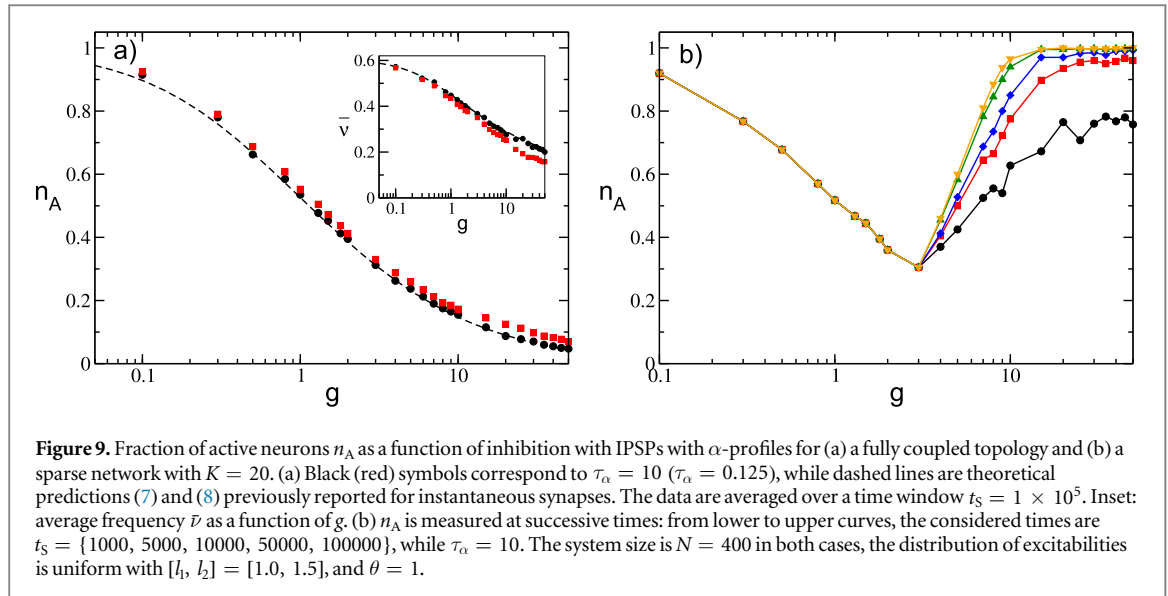 a)
b)
1
0.8
0.6
0.4
0.2
0
n_A
0.1
1
10
g
0.6
0.4
0.2
0
ν̄
0.1
1
10
g
1
0.8
0.6
0.4
0.2
0
n_A
0.1
1
10
g
Figure 9. Fraction of active neurons n_A as a function of inhibition with IPSPs with α-profiles for (a) a fully coupled topology and (b) a
sparse network with K = 20. (a) Black (red) symbols correspond to τ_α = 10 (τ_α = 0.125), while dashed lines are theoretical
predictions (7) and (8) previously reported for instantaneous synapses. The data are averaged over a time window t_S = 1 × 10⁵. Inset:
average frequency ν̄ as a function of g. (b) n_A is measured at successive times: from lower to upper curves, the considered times are
t_S = {1000, 5000, 10000, 50000, 100000}, while τ_α = 10. The system size is N = 400 in both cases, the distribution of excitabilities
is uniform with [l₁, l₂] = [1.0, 1.5], and θ = 1.